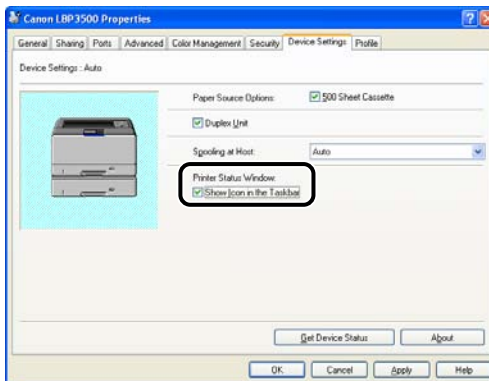 Canon LBP3500 Properties
General Sharing Ports Advanced Color Management Security Device Settings Profile
Device Settings : Auto
Paper Source Options: 500 Sheet Cassette
Duplex Unit
Spooling at Host: Auto
Printer Status Window:
Show Icon in the Taskbar
Get Device Status About
OK Cancel Apply Help